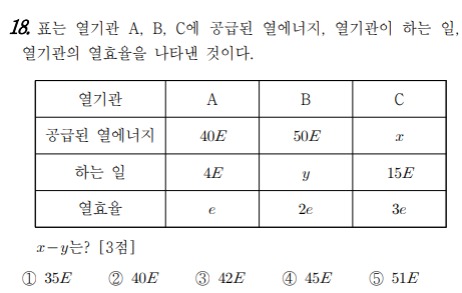 18. 표는 열기관 A, B, C에 공급된 열에너지, 열기관이 하는 일,
열기관의 열효율을 나타낸 것이다.
열기관 A B C
공급된 열에너지 40E 50E x
하는 일 4E y 15E
열효율 e 2e 3e
x－y는? [3점]
① 35E ② 40E ③ 42E ④ 45E ⑤ 51E